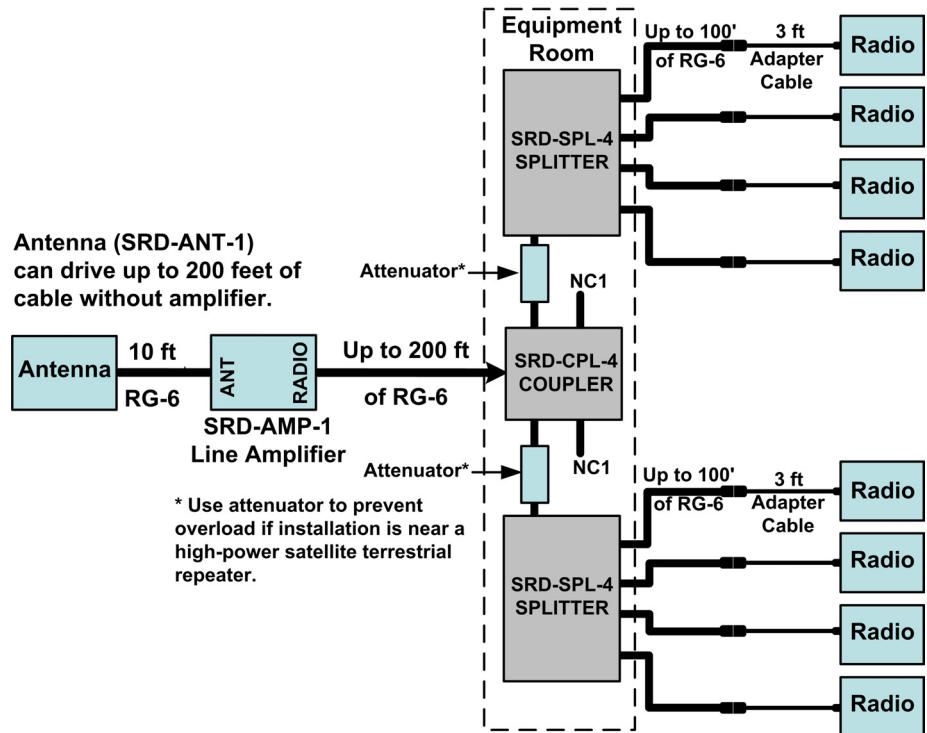 Equipment
Room
Up to 100'
of RG-6
3 ft
Adapter
Cable
Radio
SRD-SPL-4
SPLITTER
Radio
Radio
Radio
Antenna (SRD-ANT-1)
can drive up to 200 feet of
cable without amplifier.
Attenuator*
NC1
Antenna
10 ft
RG-6
ANT
RADIO
SRD-AMP-1
Line Amplifier
Up to 200 ft
of RG-6
SRD-CPL-4
COUPLER
NC1
Attenuator*
* Use attenuator to prevent
overload if installation is near a
high-power satellite terrestrial
repeater.
Up to 100'
of RG-6
3 ft
Adapter
Cable
Radio
SRD-SPL-4
SPLITTER
Radio
Radio
Radio